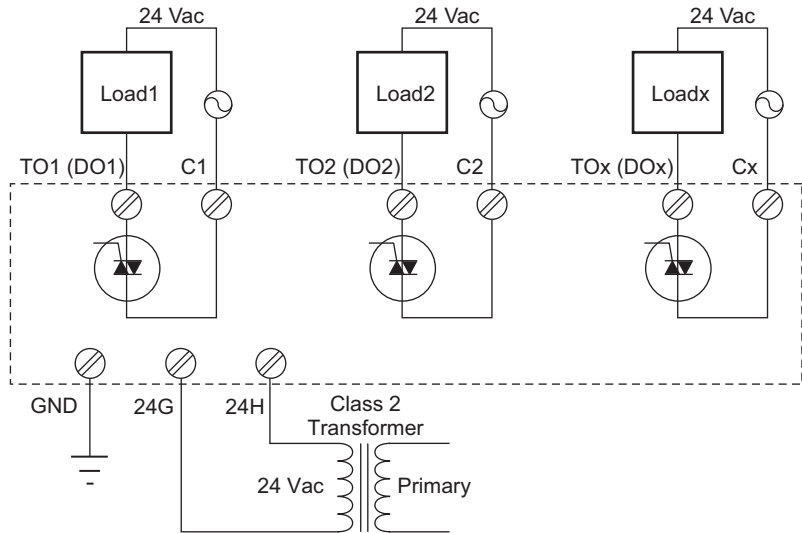 24 Vac
24 Vac
24 Vac
Load1
Load2
Loadx
TO1 (DO1)
C1
TO2 (DO2)
C2
TOx (DOx)
Cx
GND
24G
24H
Class 2
Transformer
24 Vac
Primary